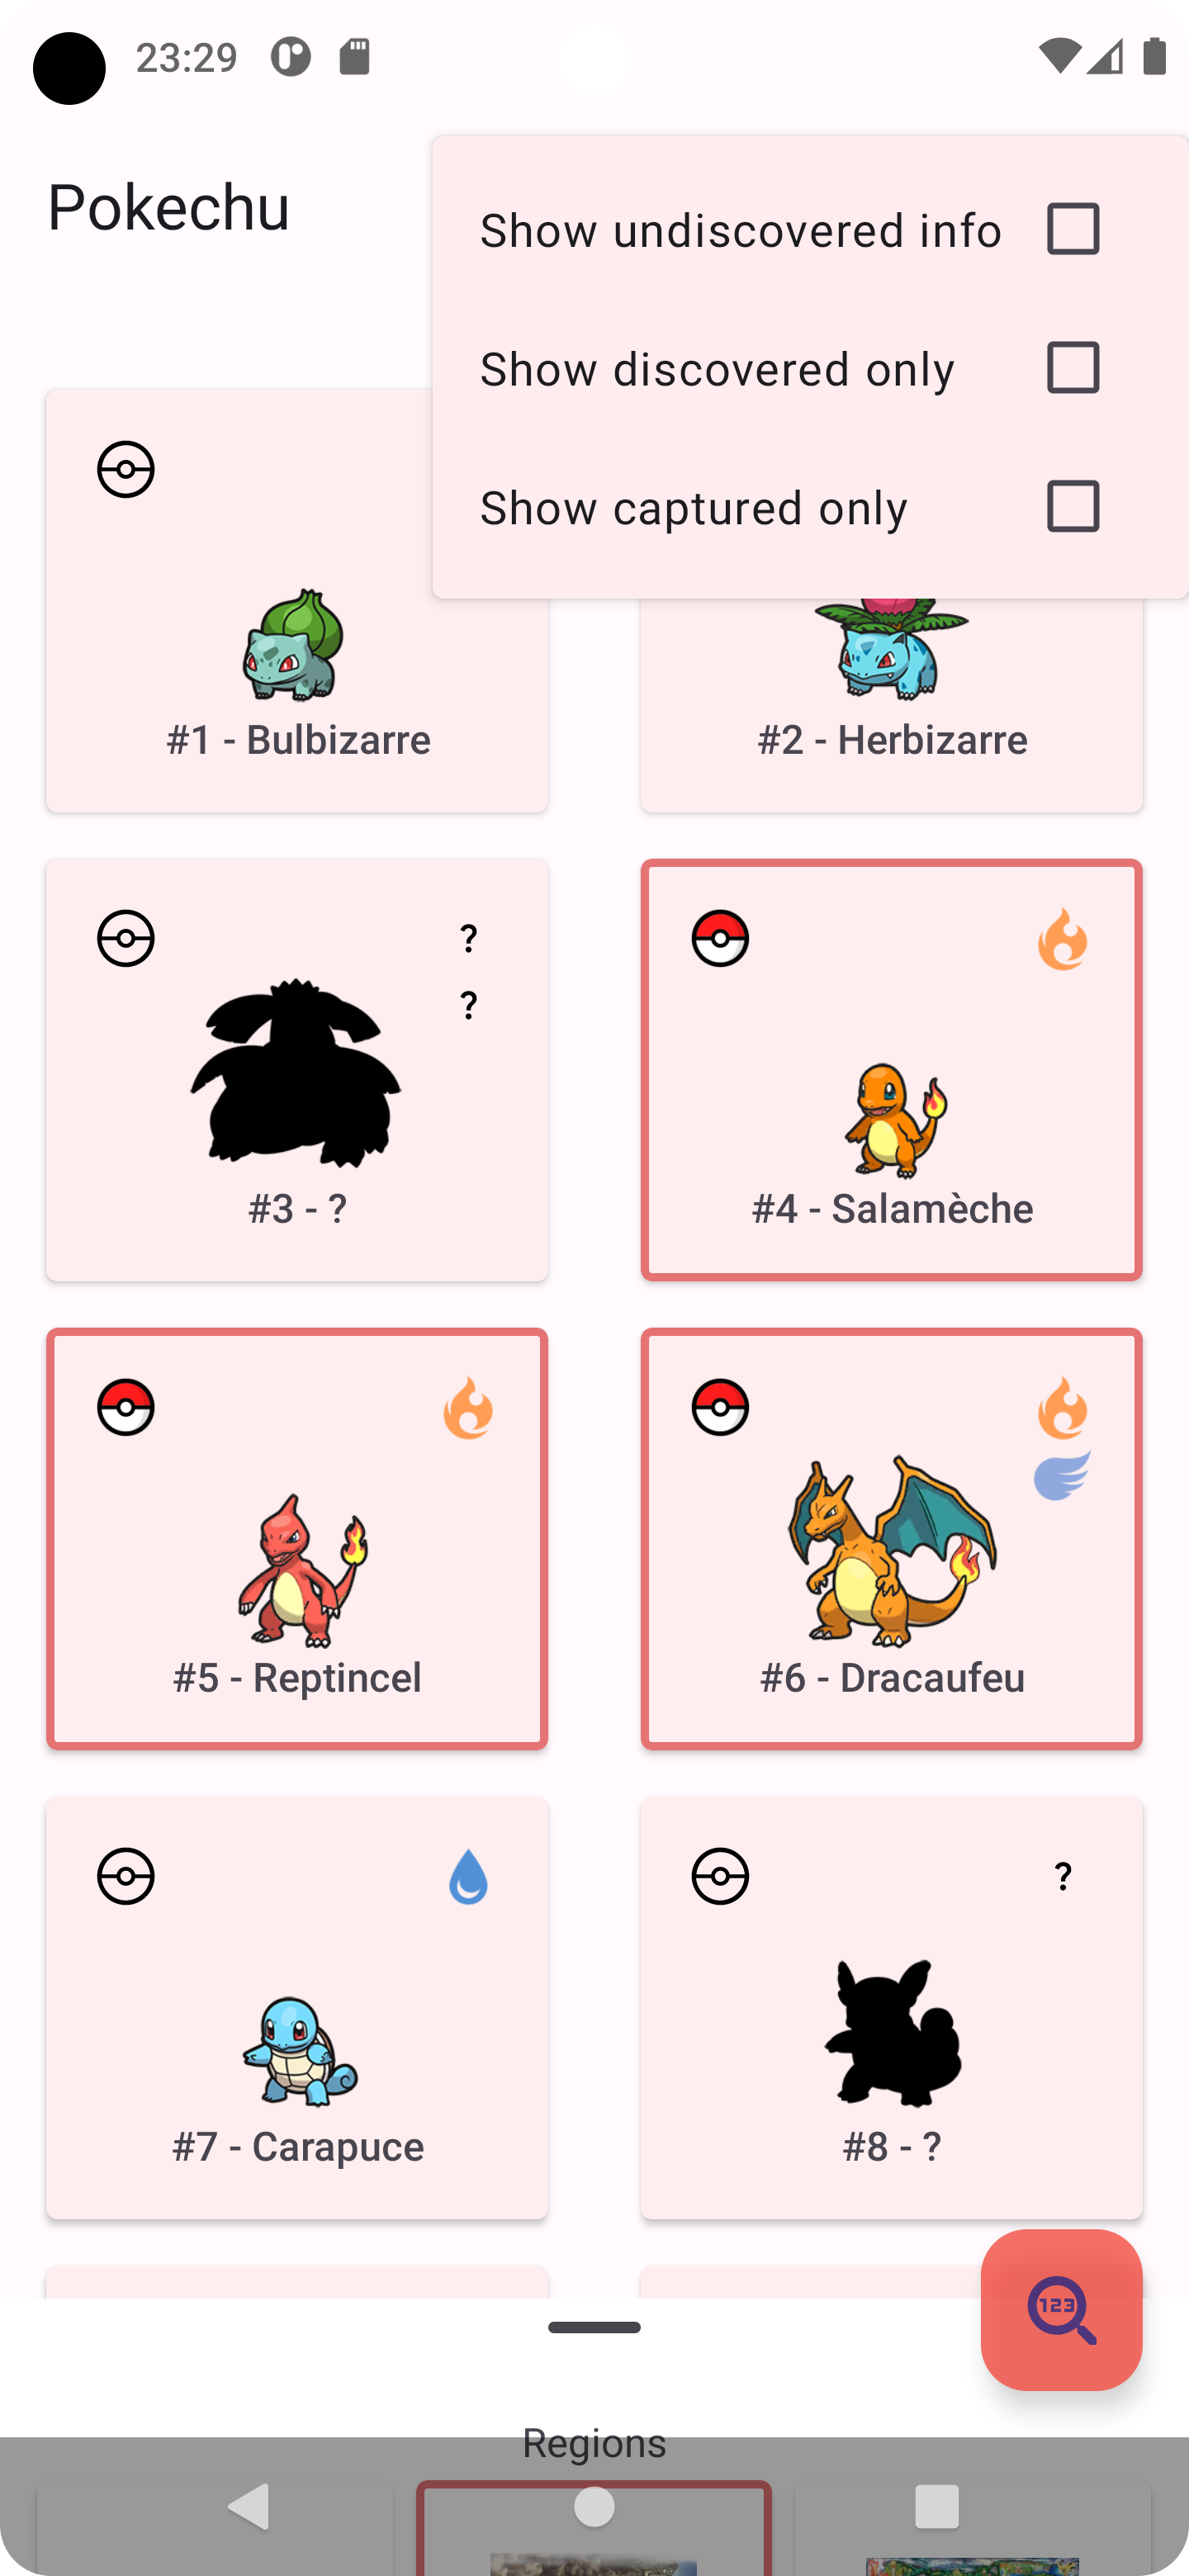 23:29
Pokechu
Show undiscovered info
Show discovered only
Show captured only
#1 - Bulbizarre
#2 - Herbizarre
?
?
#3 - ?
#4 - Salamèche
#5 - Reptincel
#6 - Dracaufeu
#7 - Carapuce
?
#8 - ?
123
Regions